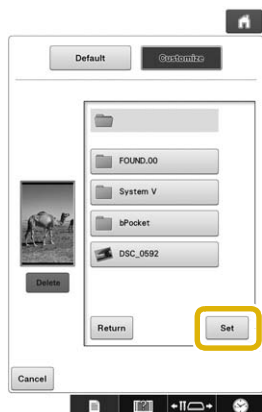 Default
Customize
FOUND.00
System V
bPocket
DSC_0592
Delete
Return
Set
Cancel